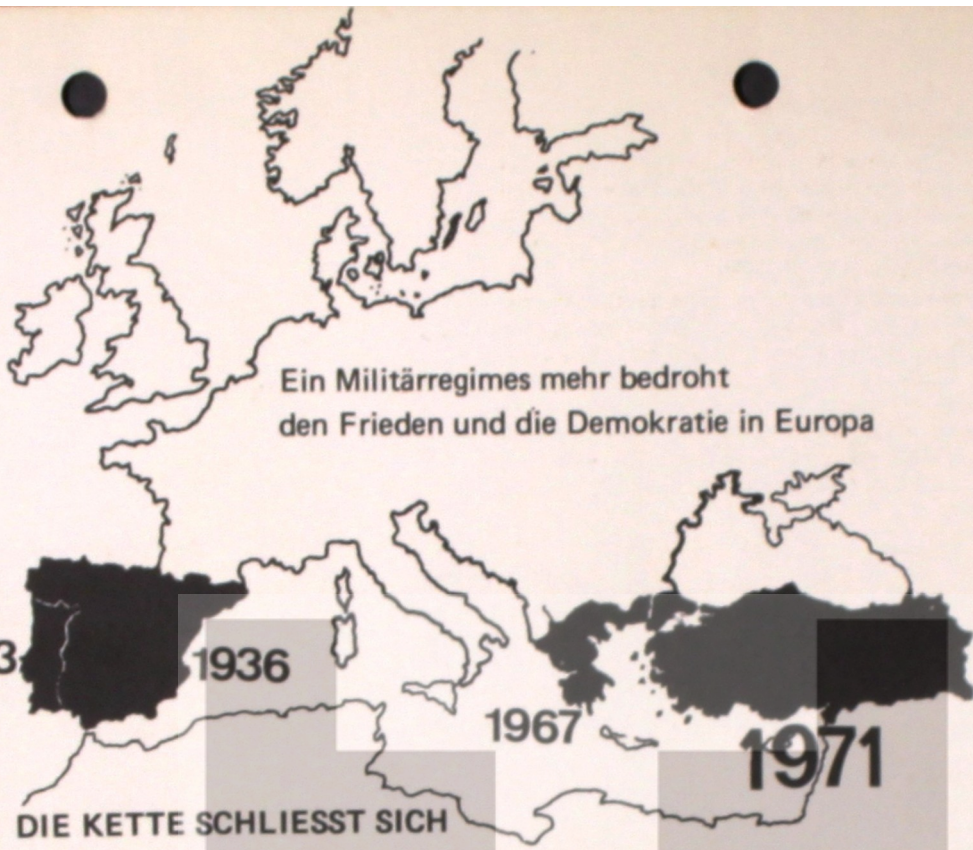 Ein Militärregimes mehr bedroht
den Frieden und die Demokratie in Europa
3
1936
1967
1971
DIE KETTE SCHLIESST SICH